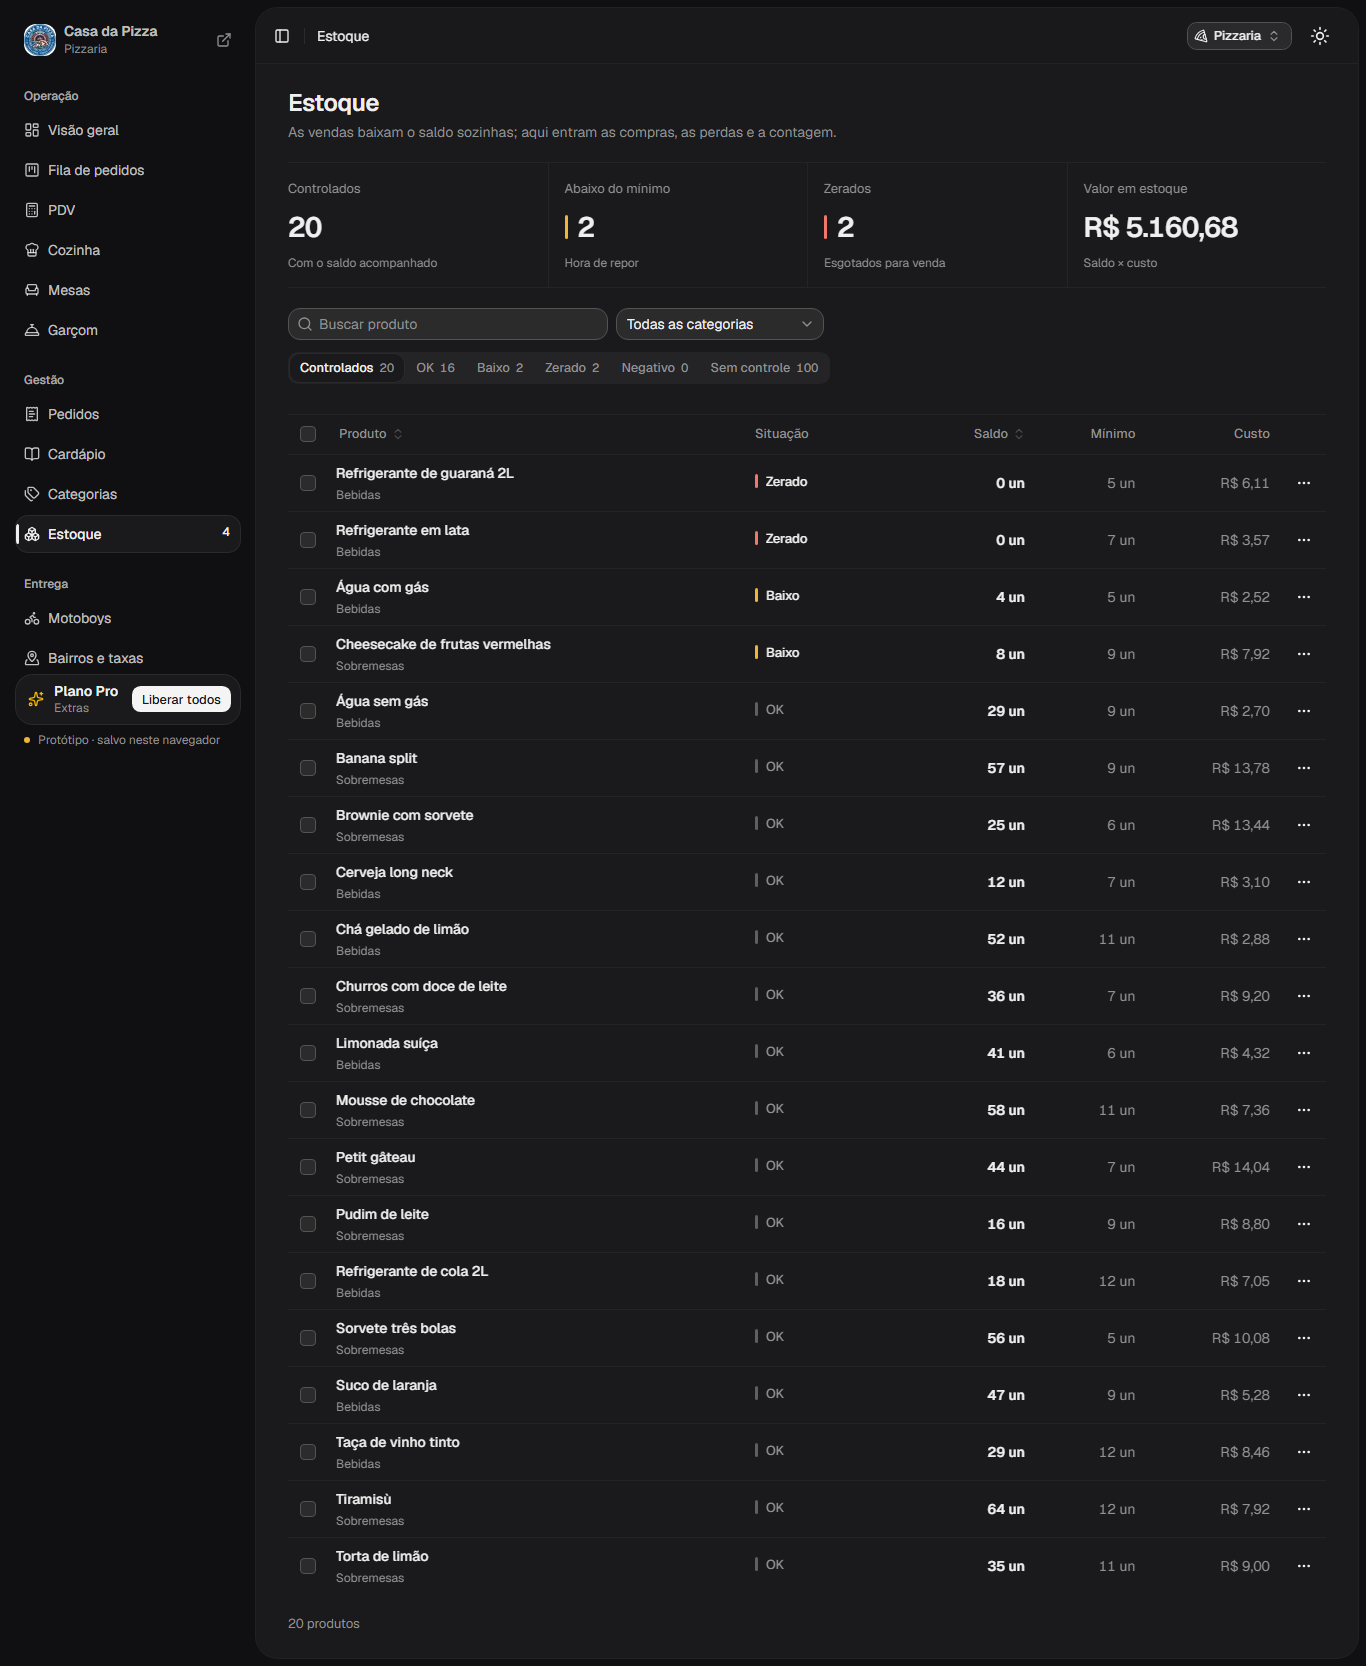 Casa da Pizza
Pizzaria
Operação
Visão geral
Fila de pedidos
PDV
Cozinha
Mesas
Garçom
Gestão
Pedidos
Cardápio
Categorias
Estoque 4
Entrega
Motoboys
Bairros e taxas
Plano Pro
Extras
Liberar todos
Protótipo · salvo neste navegador
Estoque
Pizzaria
Estoque
As vendas baixam o saldo sozinhas; aqui entram as compras, as perdas e a contagem.
Controlados
20
Com o saldo acompanhado
Abaixo do mínimo
2
Hora de repor
Zerados
2
Esgotados para venda
Valor em estoque
R$ 5.160,68
Saldo × custo
Buscar produto
Todas as categorias
Controlados 20 OK 16 Baixo 2 Zerado 2 Negativo 0 Sem controle 100
Produto Situação Saldo Mínimo Custo
Refrigerante de guaraná 2L
Bebidas
Zerado 0 un 5 un R$ 6,11
Refrigerante em lata
Bebidas
Zerado 0 un 7 un R$ 3,57
Água com gás
Bebidas
Baixo 4 un 5 un R$ 2,52
Cheesecake de frutas vermelhas
Sobremesas
Baixo 8 un 9 un R$ 7,92
Água sem gás
Bebidas
OK 29 un 9 un R$ 2,70
Banana split
Sobremesas
OK 57 un 9 un R$ 13,78
Brownie com sorvete
Sobremesas
OK 25 un 6 un R$ 13,44
Cerveja long neck
Bebidas
OK 12 un 7 un R$ 3,10
Chá gelado de limão
Bebidas
OK 52 un 11 un R$ 2,88
Churros com doce de leite
Sobremesas
OK 36 un 7 un R$ 9,20
Limonada suíça
Bebidas
OK 41 un 6 un R$ 4,32
Mousse de chocolate
Sobremesas
OK 58 un 11 un R$ 7,36
Petit gâteau
Sobremesas
OK 44 un 7 un R$ 14,04
Pudim de leite
Sobremesas
OK 16 un 9 un R$ 8,80
Refrigerante de cola 2L
Bebidas
OK 18 un 12 un R$ 7,05
Sorvete três bolas
Sobremesas
OK 56 un 5 un R$ 10,08
Suco de laranja
Bebidas
OK 47 un 9 un R$ 5,28
Taça de vinho tinto
Bebidas
OK 29 un 12 un R$ 8,46
Tiramisù
Sobremesas
OK 64 un 12 un R$ 7,92
Torta de limão
Sobremesas
OK 35 un 11 un R$ 9,00
20 produtos